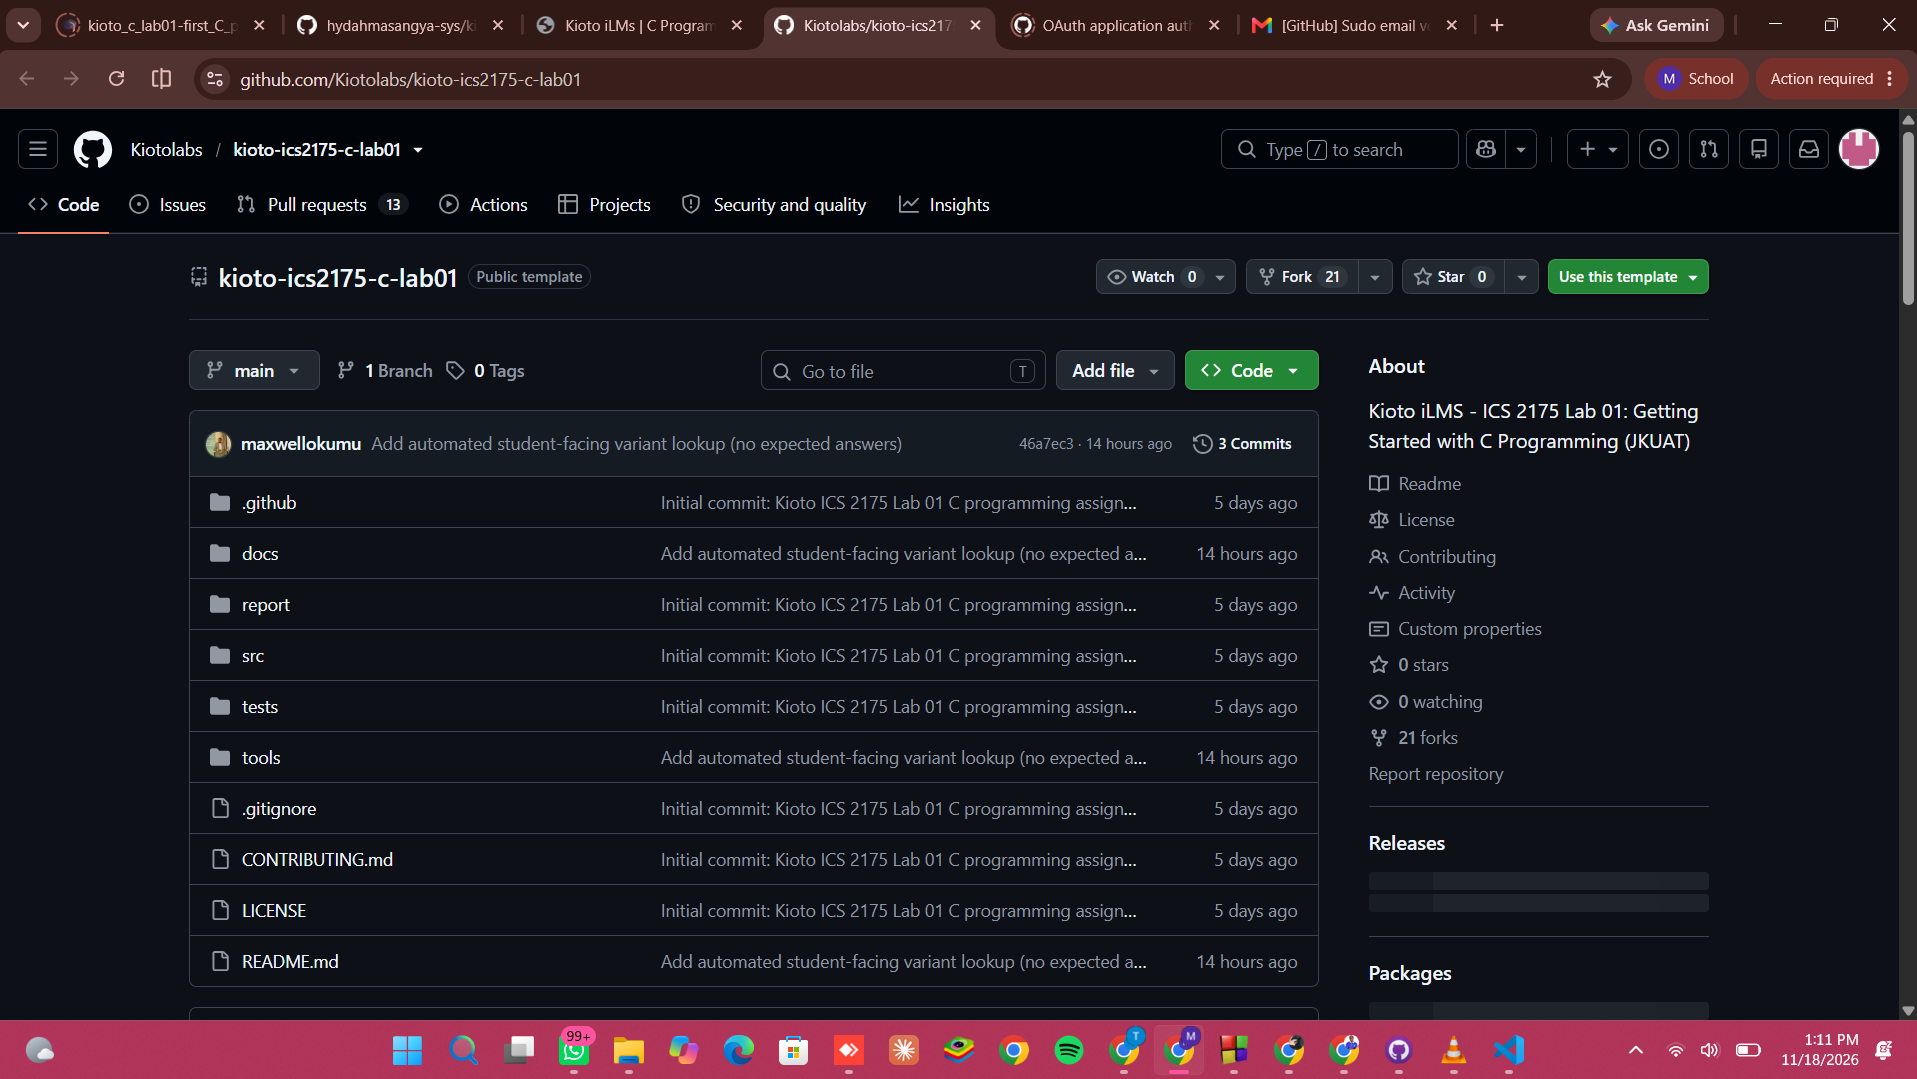 kioto_c_lab01-first_C_p
hydahmasangya-sys/ki
Kioto iLMs | C Program
Kiotolabs/kioto-ics217
OAuth application aut
[GitHub] Sudo email ve
Ask Gemini
github.com/Kiotolabs/kioto-ics2175-c-lab01
M School
Action required
Kiotolabs / kioto-ics2175-c-lab01
Type / to search
Code
Issues
Pull requests 13
Actions
Projects
Security and quality
Insights
kioto-ics2175-c-lab01 Public template
Watch 0
Fork 21
Star 0
Use this template
main
1 Branch
0 Tags
Go to file T
Add file
Code
maxwellokumu Add automated student-facing variant lookup (no expected answers) 46a7ec3 · 14 hours ago 3 Commits
.github Initial commit: Kioto ICS 2175 Lab 01 C programming assign... 5 days ago
docs Add automated student-facing variant lookup (no expected a... 14 hours ago
report Initial commit: Kioto ICS 2175 Lab 01 C programming assign... 5 days ago
src Initial commit: Kioto ICS 2175 Lab 01 C programming assign... 5 days ago
tests Initial commit: Kioto ICS 2175 Lab 01 C programming assign... 5 days ago
tools Add automated student-facing variant lookup (no expected a... 14 hours ago
.gitignore Initial commit: Kioto ICS 2175 Lab 01 C programming assign... 5 days ago
CONTRIBUTING.md Initial commit: Kioto ICS 2175 Lab 01 C programming assign... 5 days ago
LICENSE Initial commit: Kioto ICS 2175 Lab 01 C programming assign... 5 days ago
README.md Add automated student-facing variant lookup (no expected a... 14 hours ago
About
Kioto iLMS - ICS 2175 Lab 01: Getting
Started with C Programming (JKUAT)
Readme
License
Contributing
Activity
Custom properties
0 stars
0 watching
21 forks
Report repository
Releases
Packages
99+
T
M
1:11 PM
11/18/2026